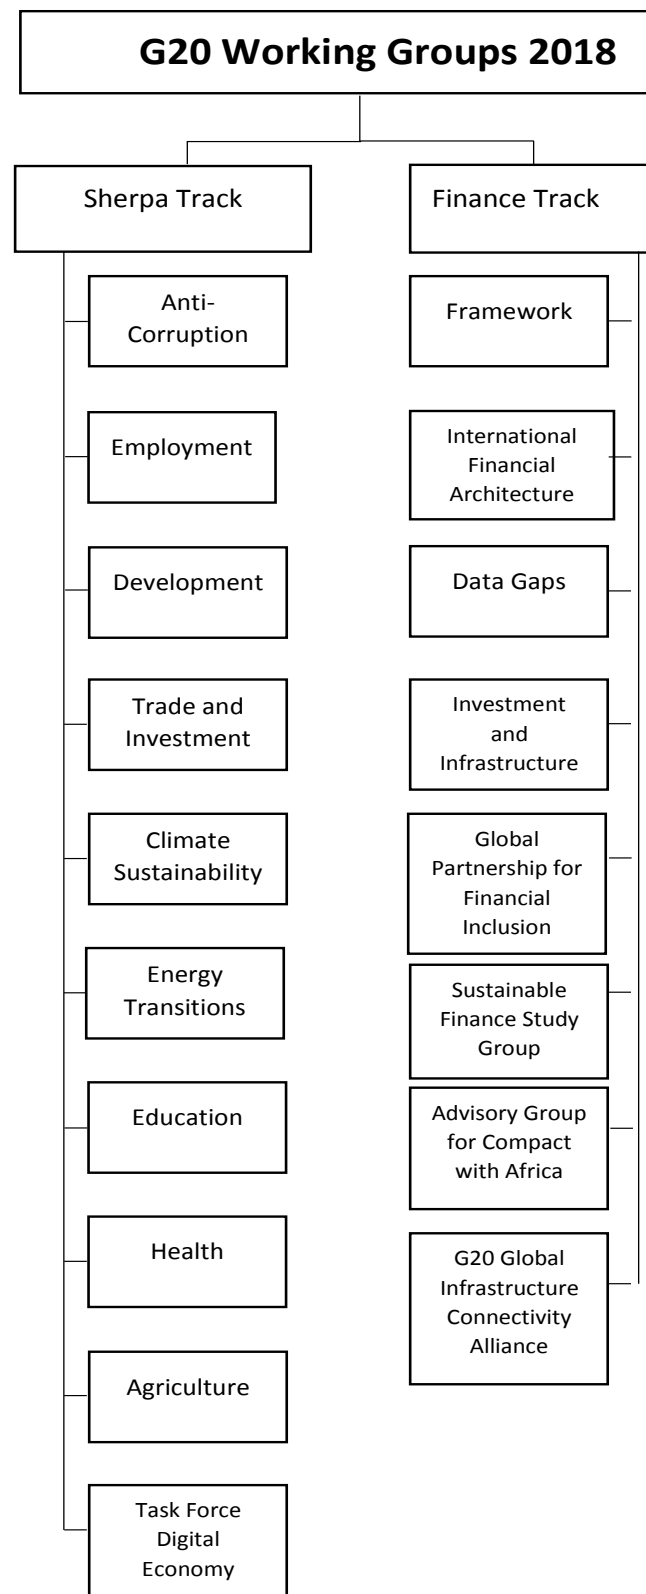 G20 Working Groups 2018
Sherpa Track
Anti-
Corruption
Employment
Development
Trade and
Investment
Climate
Sustainability
Energy
Transitions
Education
Health
Agriculture
Task Force
Digital
Economy
Finance Track
Framework
International
Financial
Architecture
Data Gaps
Investment
and
Infrastructure
Global
Partnership for
Financial
Inclusion
Sustainable
Finance Study
Group
Advisory Group
for Compact
with Africa
G20 Global
Infrastructure
Connectivity
Alliance